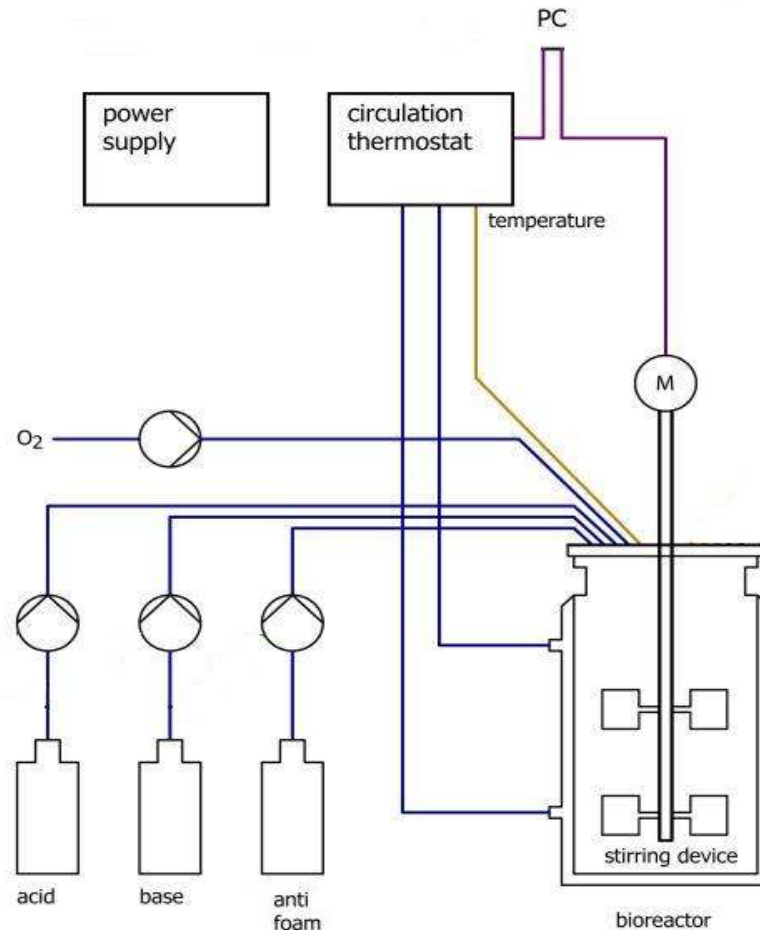 PC
power
supply
circulation
thermostat
temperature
M
O2
stirring device
acid
base
anti
foam
bioreactor